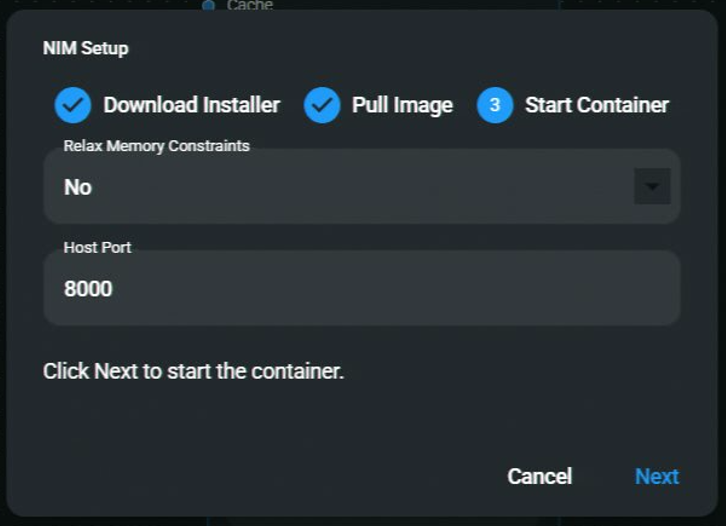 Cache
NIM Setup
Download Installer Pull Image 3 Start Container
Relax Memory Constraints
No
Host Port
8000
Click Next to start the container.
Cancel Next